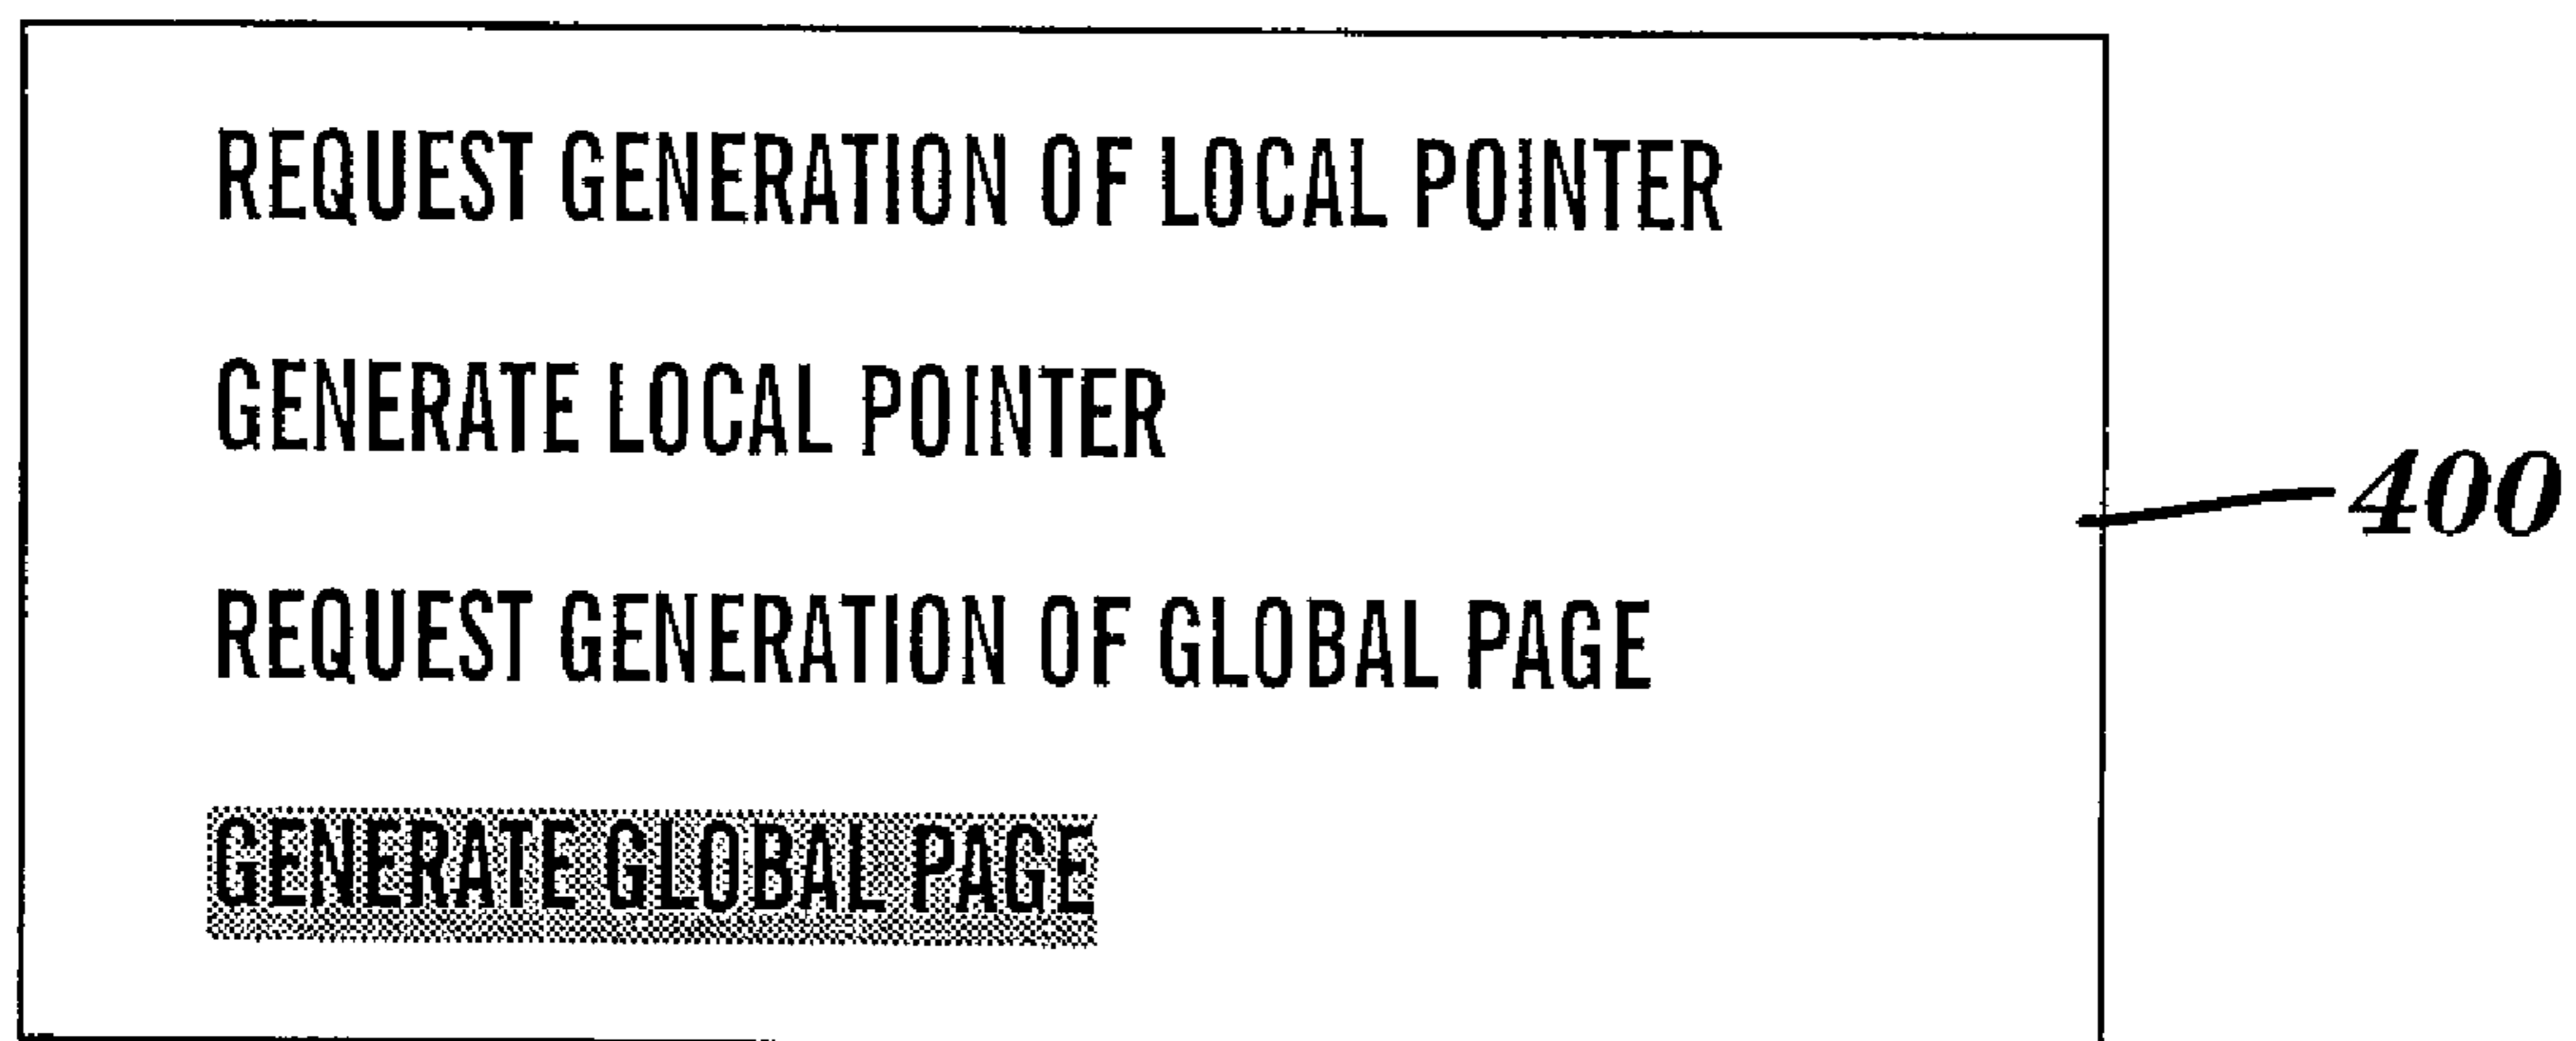 REQUEST GENERATION OF LOCAL POINTER
GENERATE LOCAL POINTER
400
REQUEST GENERATION OF GLOBAL PAGE
GENERATE GLOBAL PAGE